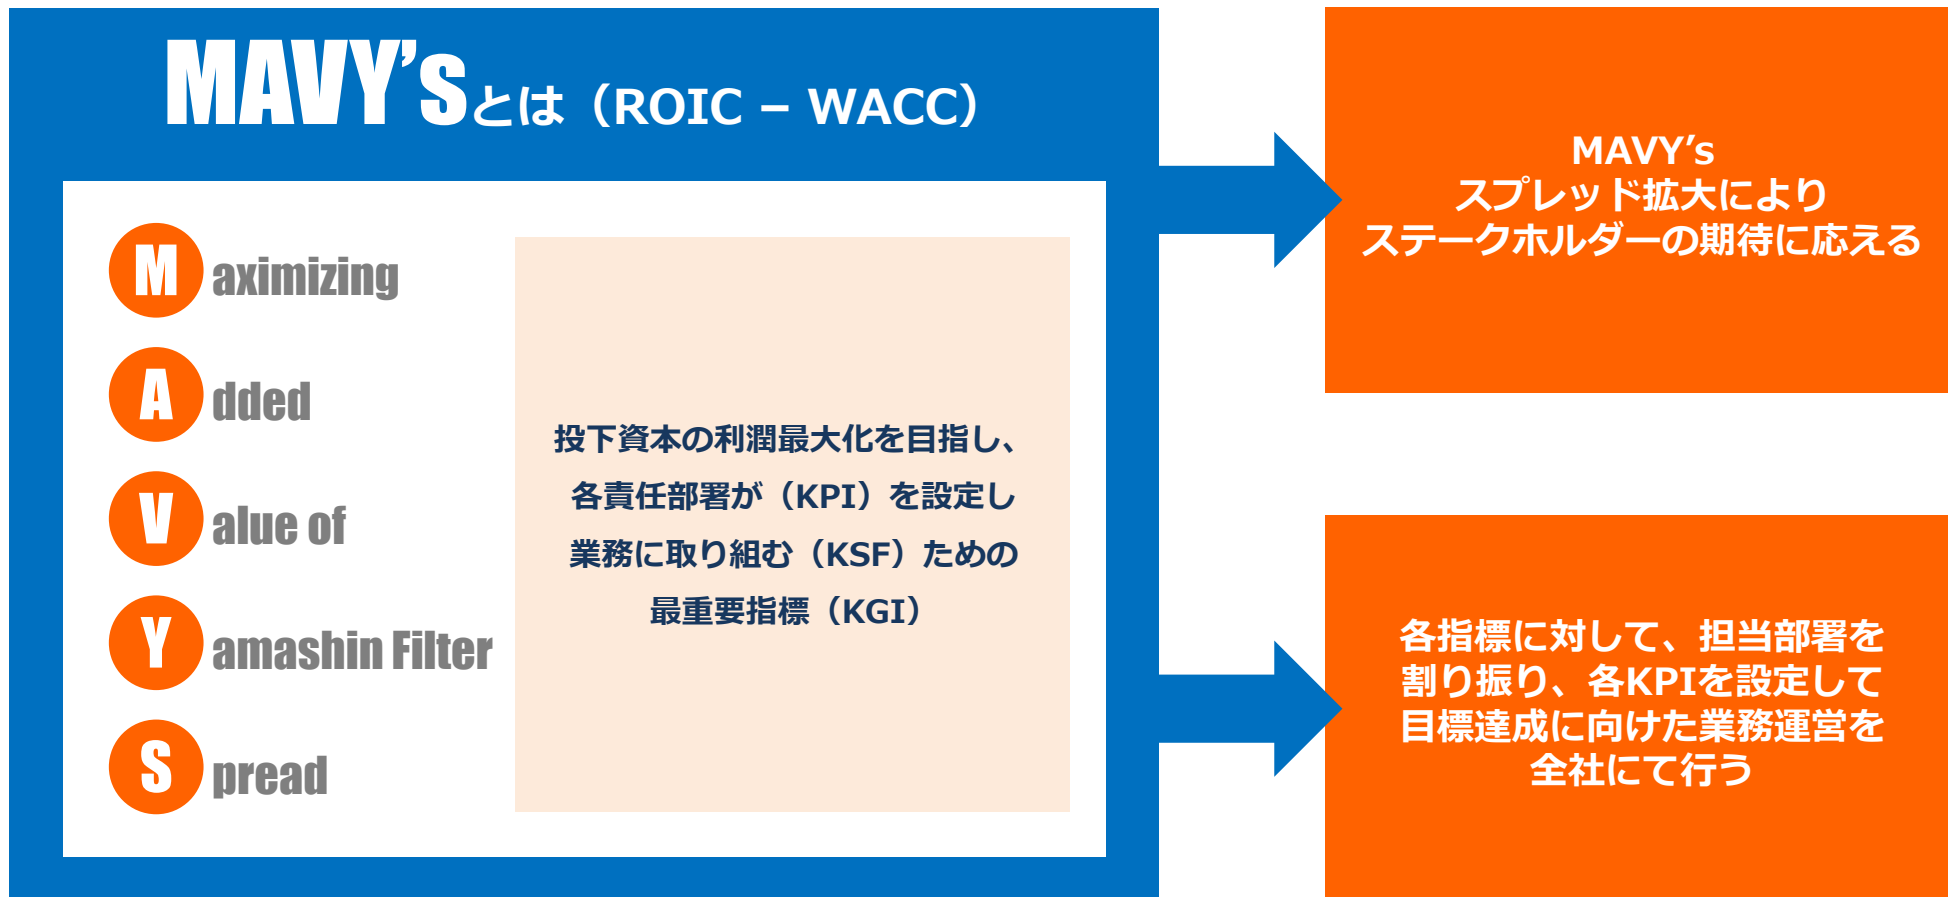 MAVY'sとは（ROIC – WACC）
Maximizing
Added
Value of
Yamashin Filter
Spread
投下資本の利潤最大化を目指し、
各責任部署が（KPI）を設定し
業務に取り組む（KSF）ための
最重要指標（KGI）
MAVY's
スプレッド拡大により
ステークホルダーの期待に応える
各指標に対して、担当部署を
割り振り、各KPIを設定して
目標達成に向けた業務運営を
全社にて行う